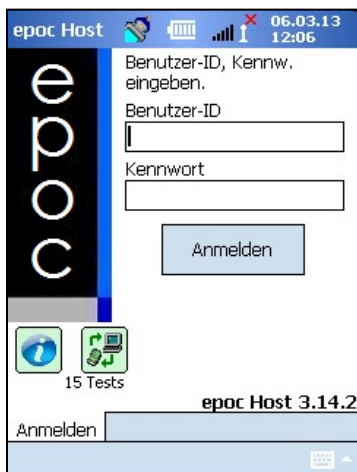 epoc Host
06.03.13
12:06
epoc
Benutzer-ID, Kennw.
eingeben.
Benutzer-ID
Kennwort
Anmelden
15 Tests
epoc Host 3.14.2
Anmelden